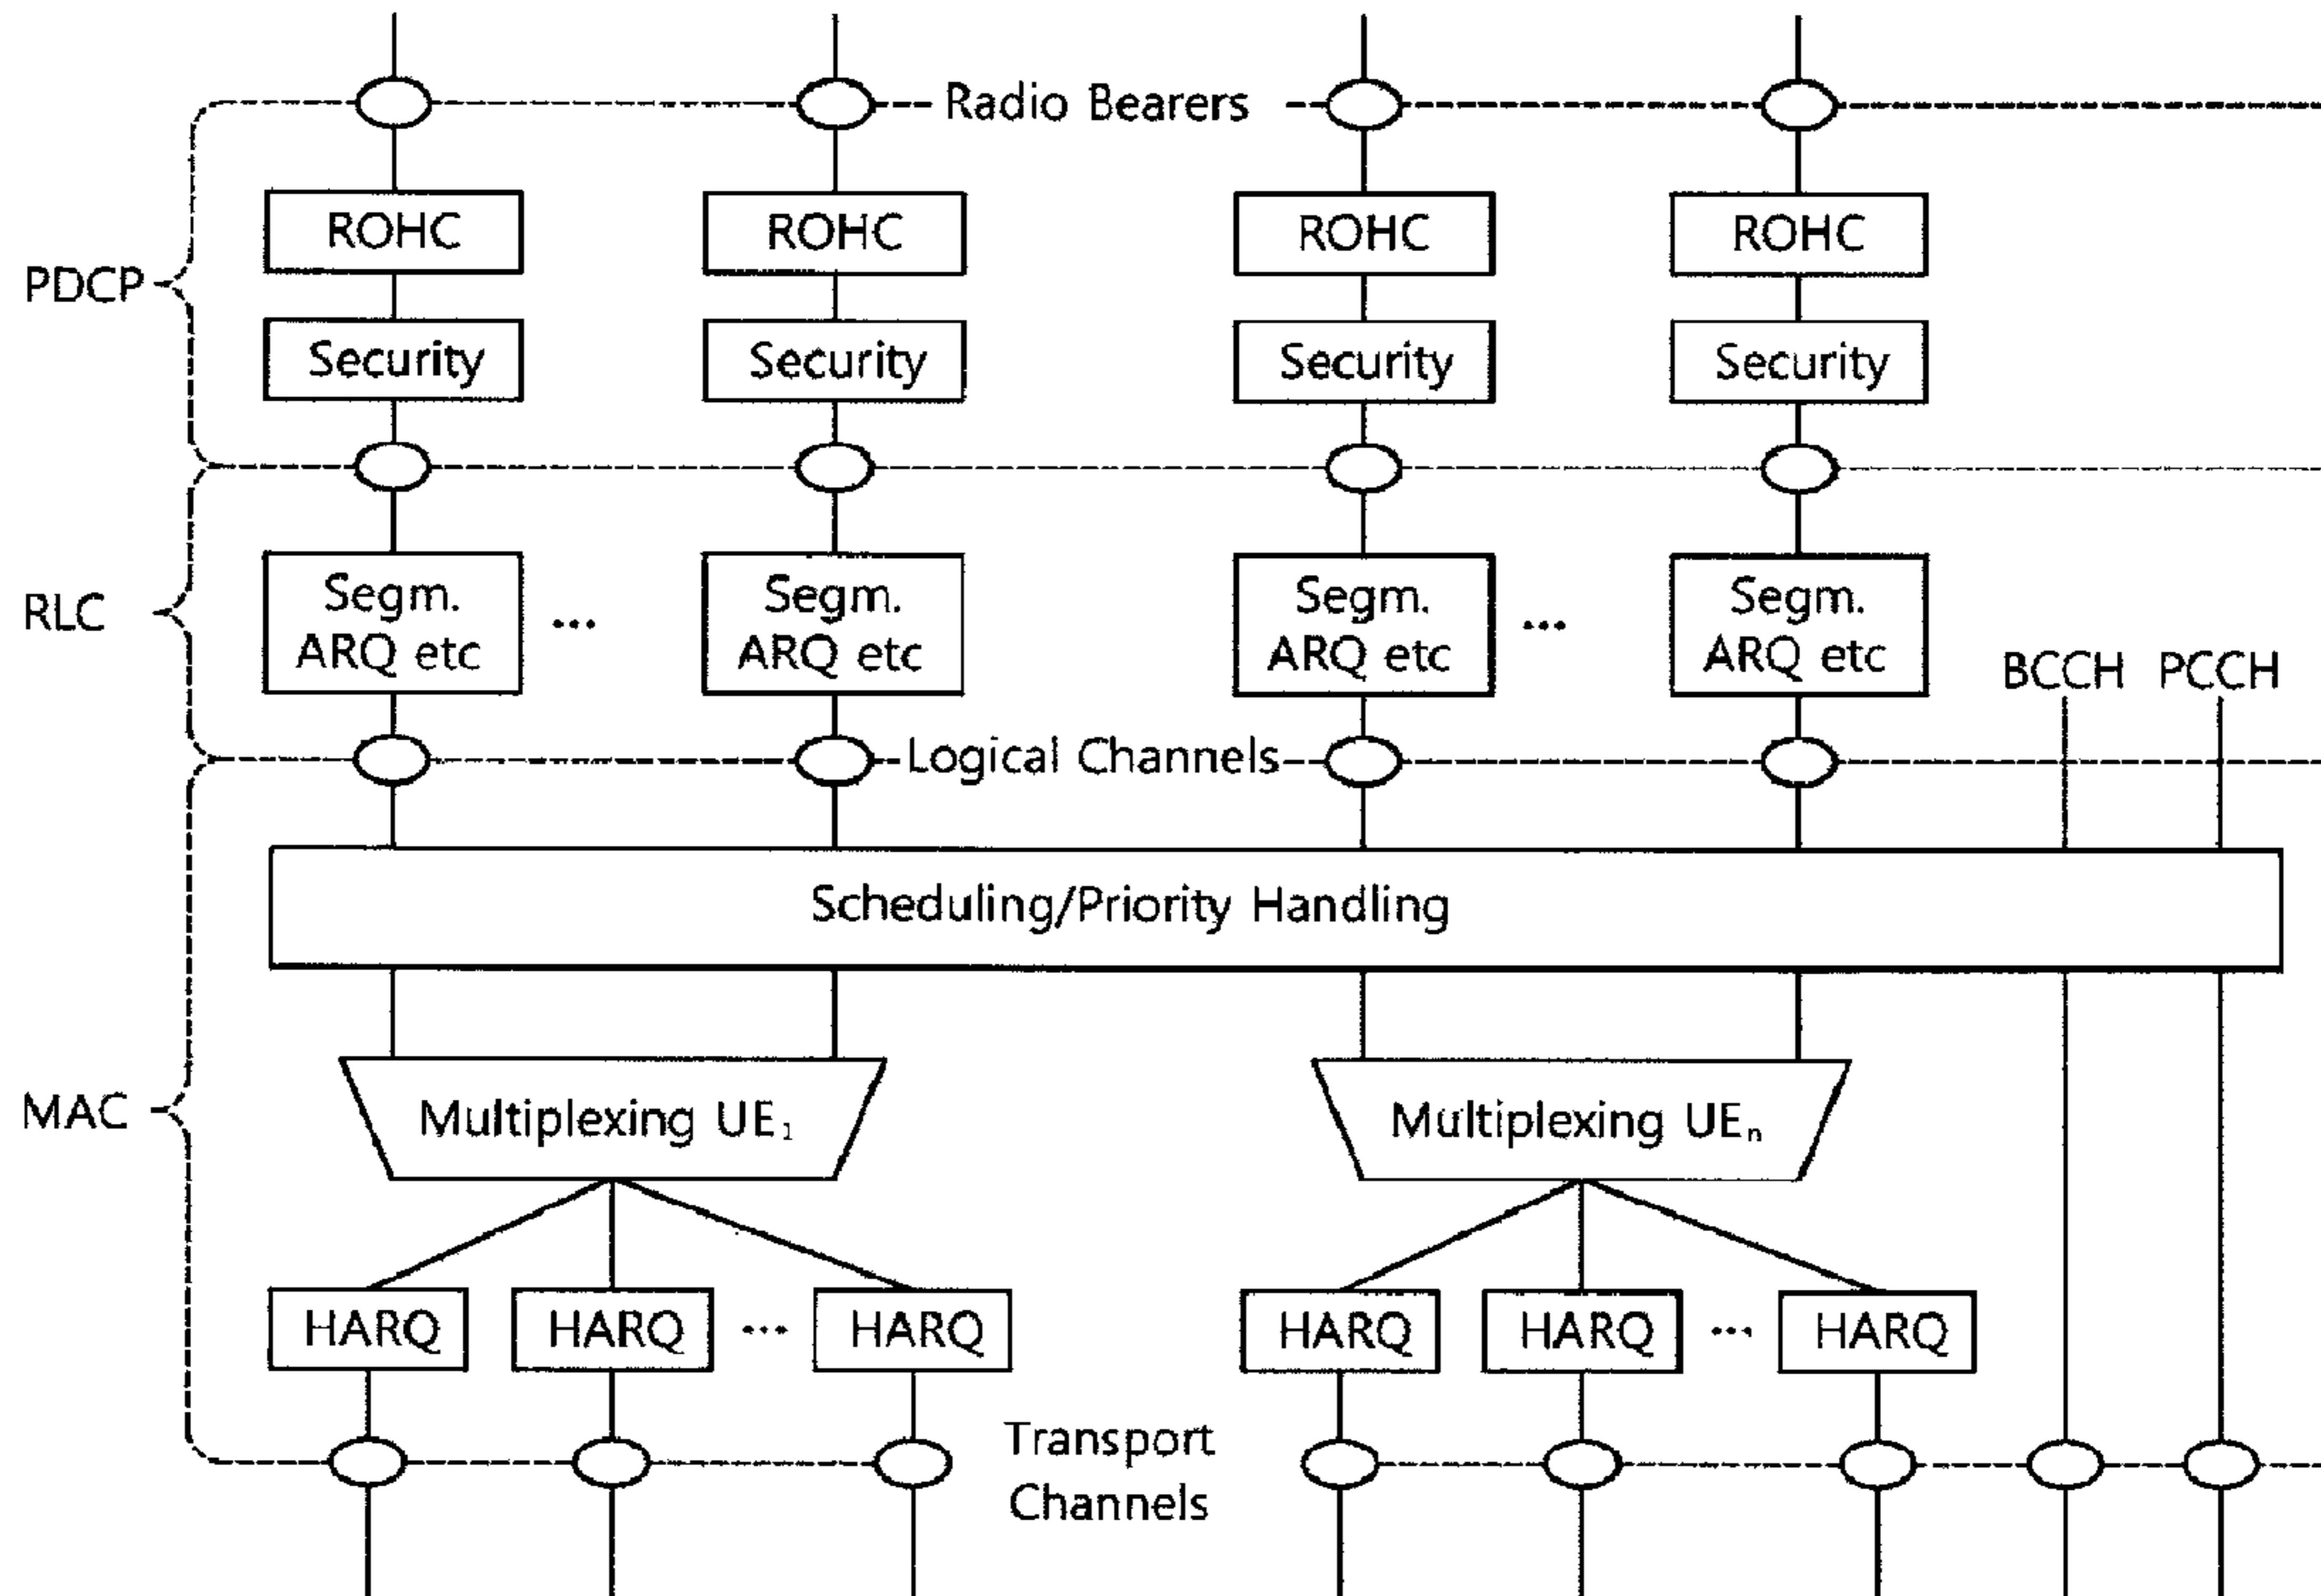 Radio Bearers
ROHC ROHC ROHC ROHC
PDCP
Security Security Security Security
Segm. Segm. Segm. Segm.
RLC
ARQ etc ... ARQ etc ARQ etc ... ARQ etc
BCCH PCCH
Logical Channels
Scheduling/Priority Handling
MAC
Multiplexing UE₁ Multiplexing UEₙ
HARQ HARQ ... HARQ HARQ HARQ ... HARQ
Transport
Channels